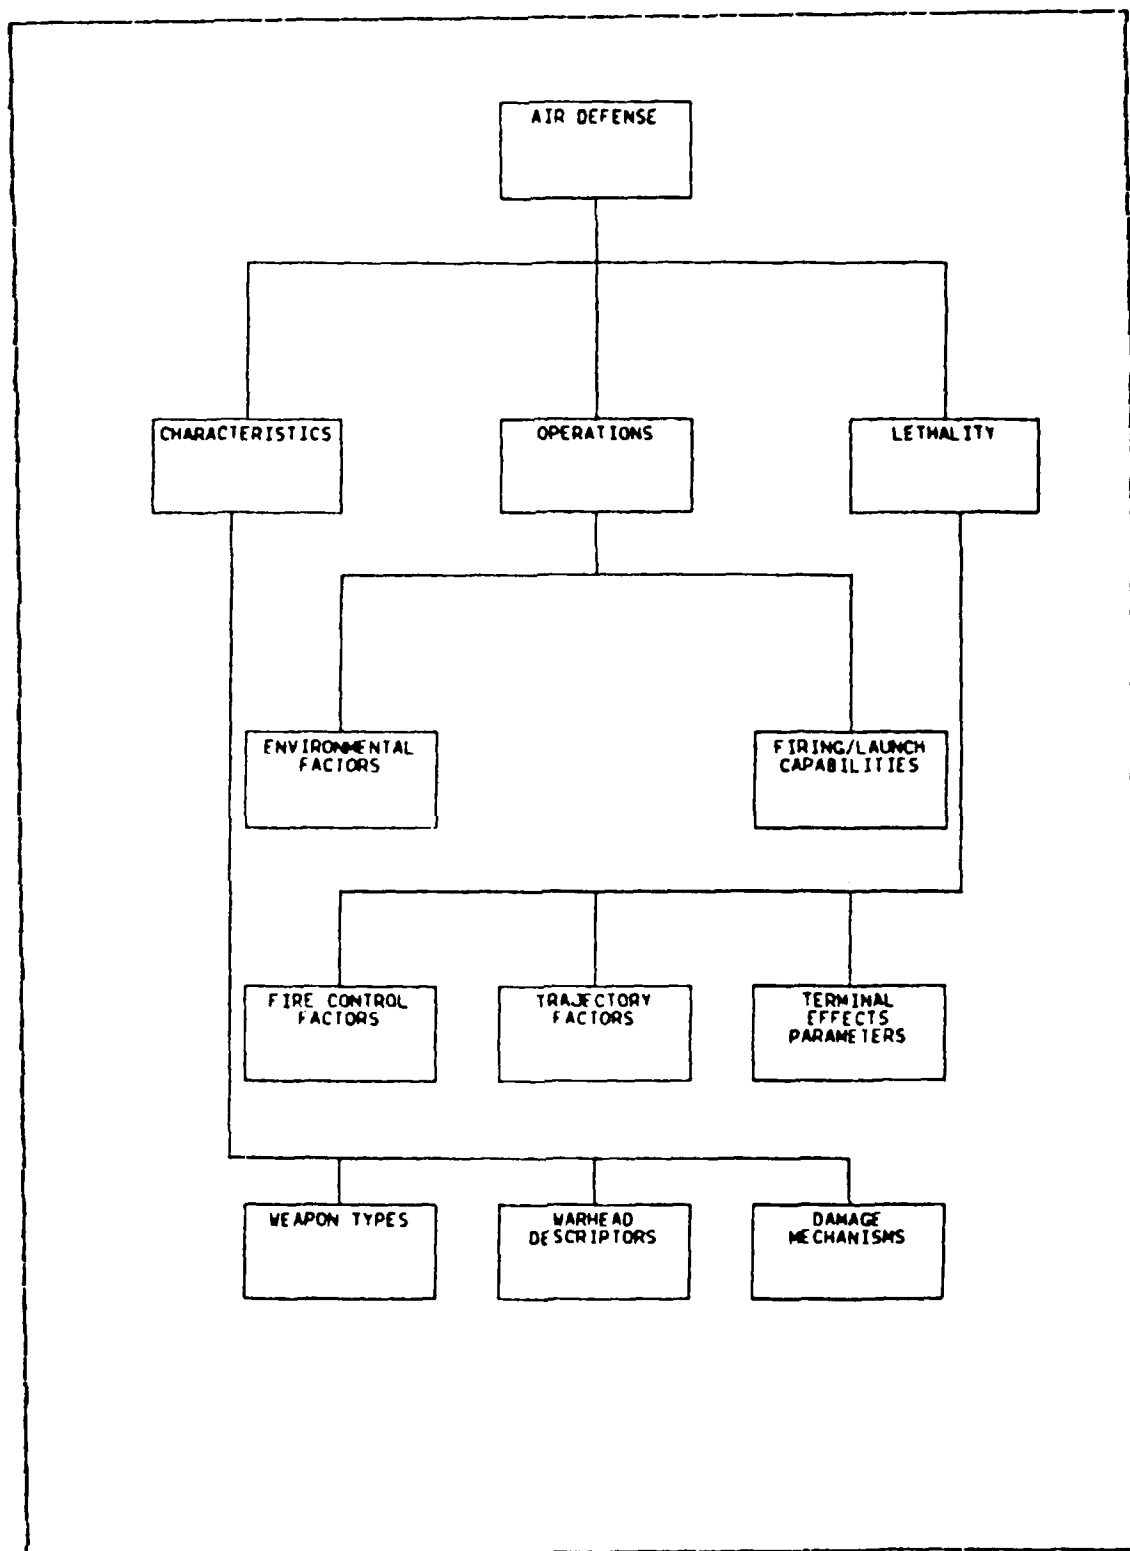 AIR DEFENSE
CHARACTERISTICS
OPERATIONS
LETHALITY
ENVIRONMENTAL
FACTORS
FIRING/LAUNCH
CAPABILITIES
FIRE CONTROL
FACTORS
TRAJECTORY
FACTORS
TERMINAL
EFFECTS
PARAMETERS
WEAPON TYPES
WARHEAD
DESCRIPTORS
DAMAGE
MECHANISMS